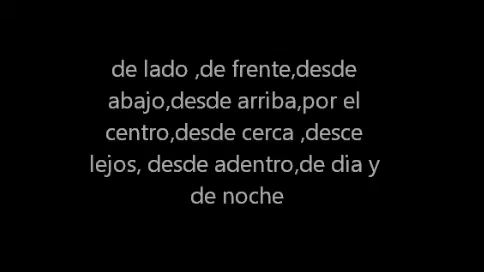 de lado ,de frente,desde
abajo,desde arriba,por el
centro,desde cerca ,desce
lejos, desde adentro,de dia y
de noche